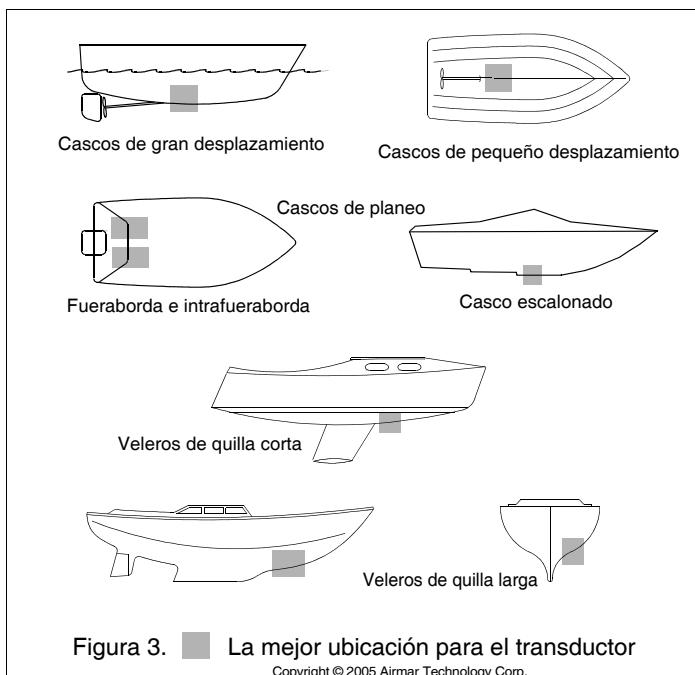 Cascos de gran desplazamiento
Cascos de pequeño desplazamiento
Cascos de planeo
Fueraborda e intrafueraborda
Casco escalonado
Veleros de quilla corta
Veleros de quilla larga
Figura 3. La mejor ubicación para el transductor
Copyright © 2005 Airmar Technology Corp.